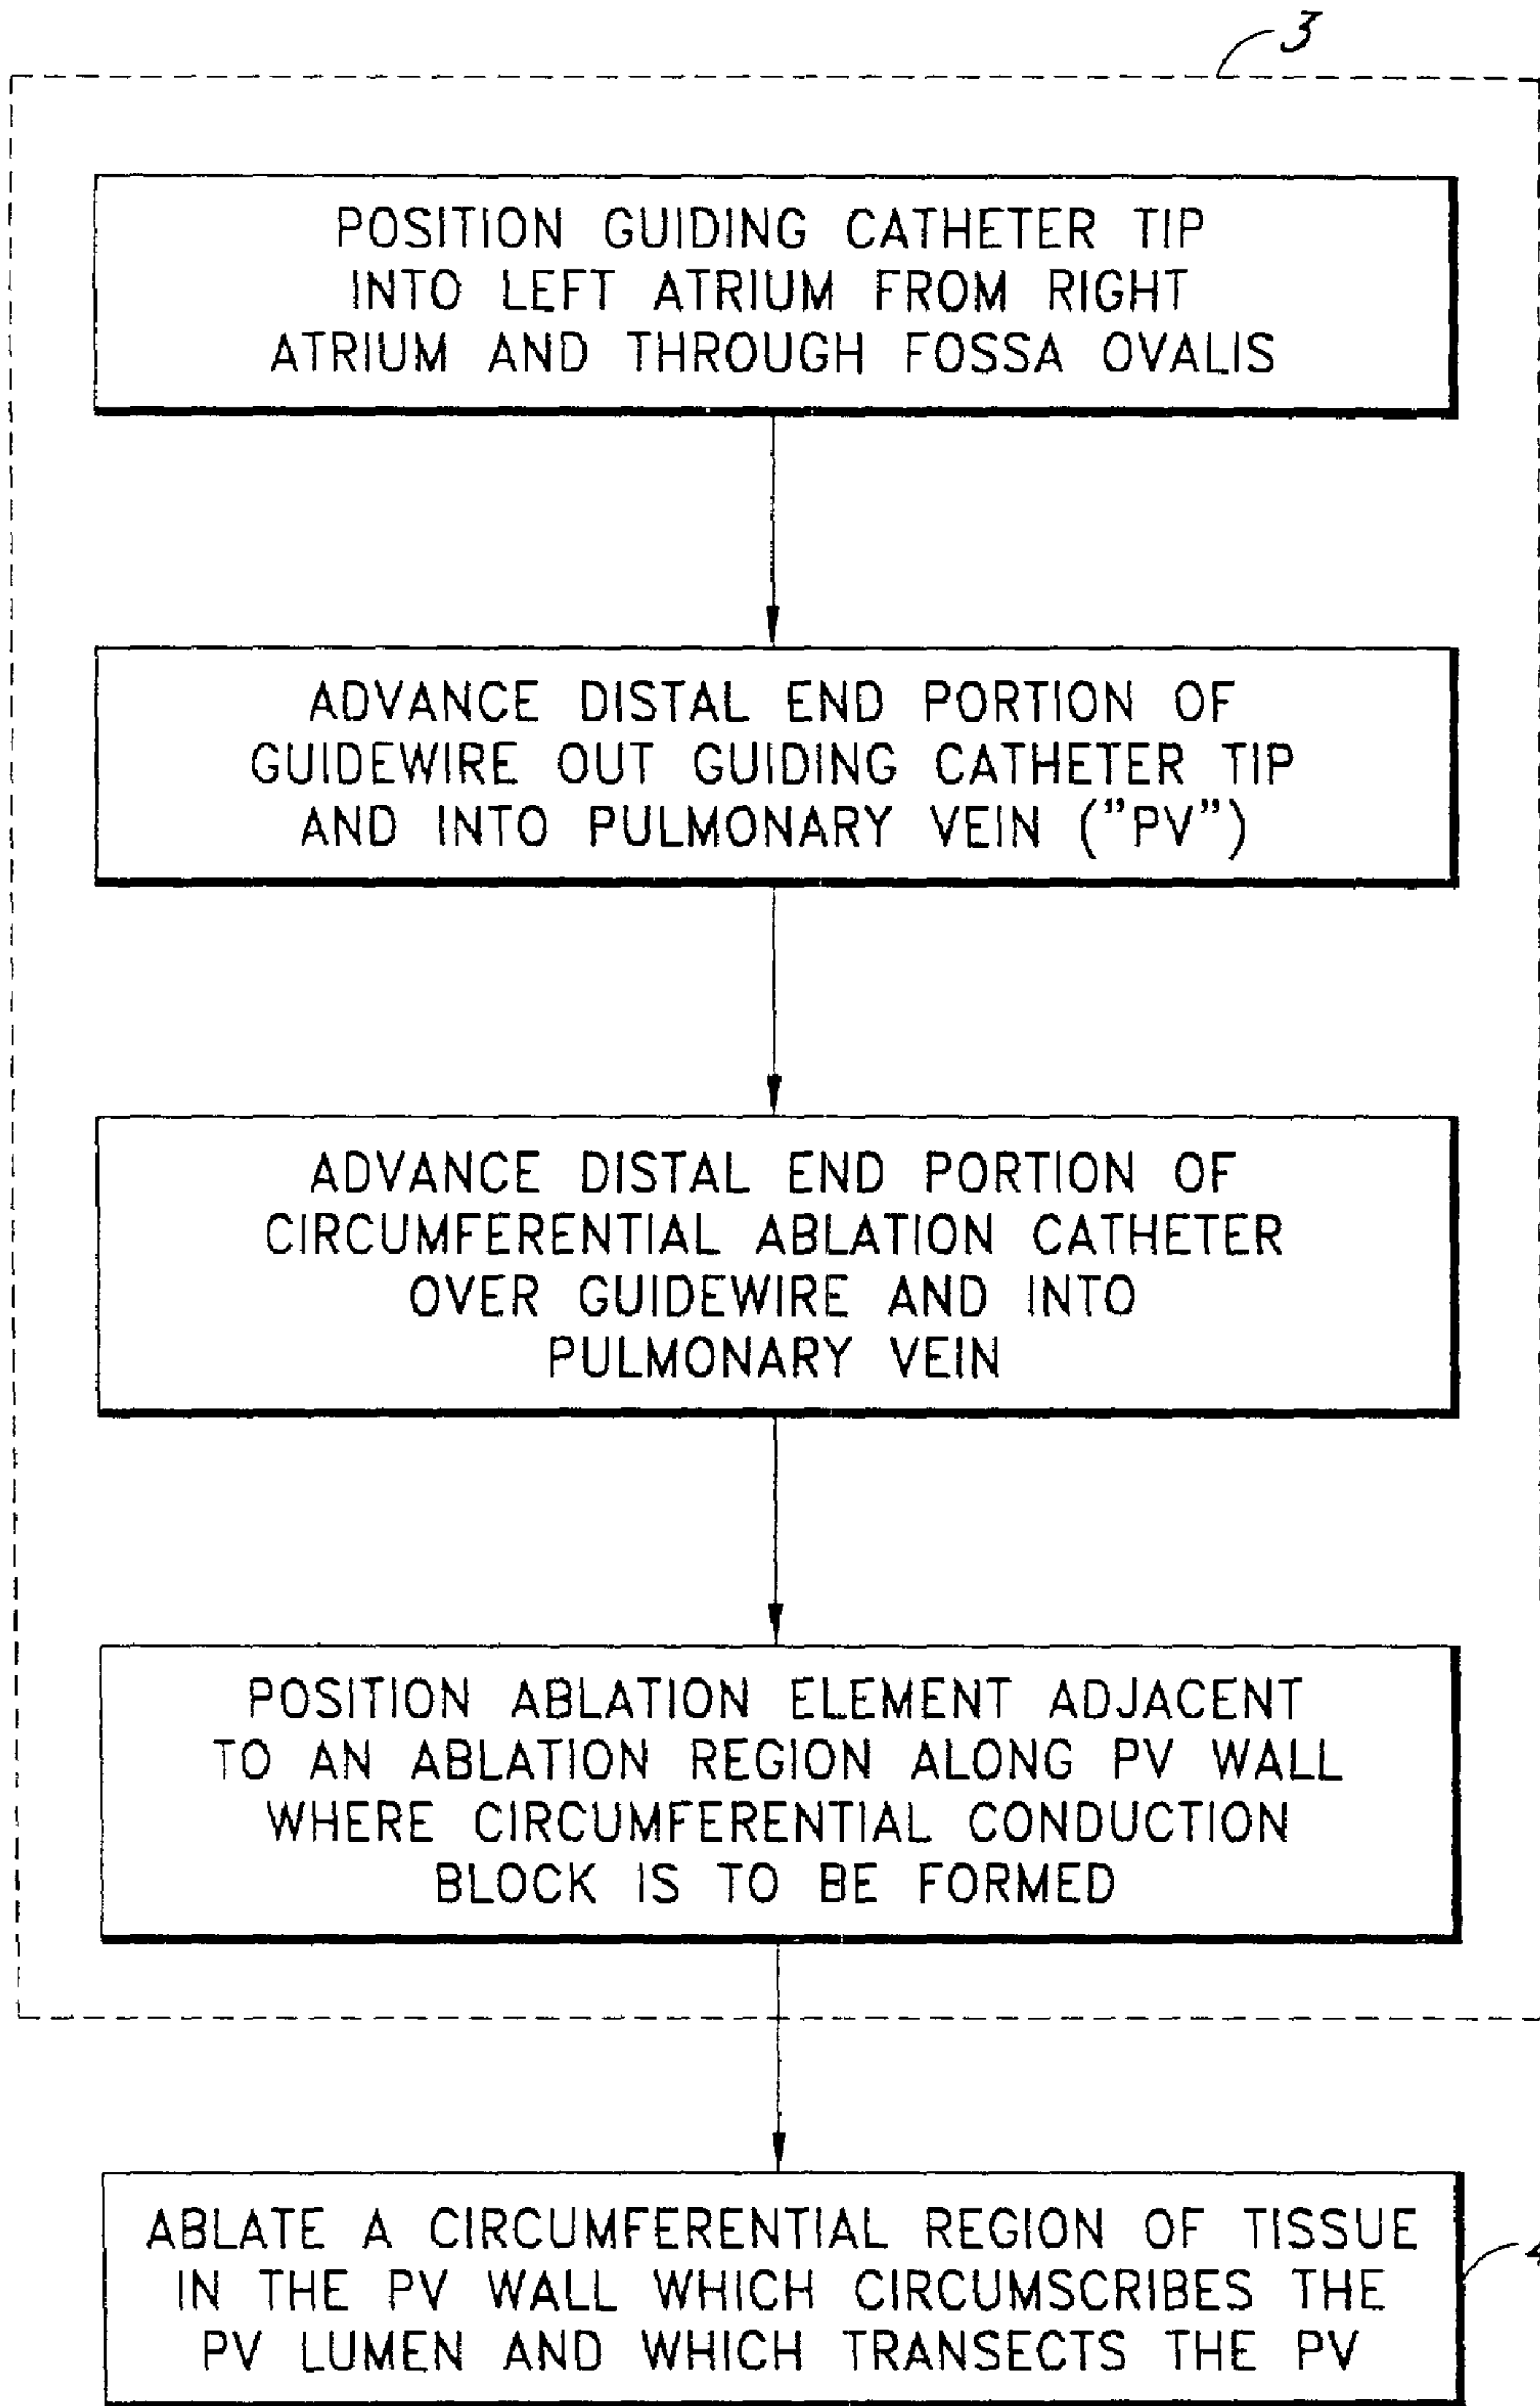 3
POSITION GUIDING CATHETER TIP
INTO LEFT ATRIUM FROM RIGHT
ATRIUM AND THROUGH FOSSA OVALIS
ADVANCE DISTAL END PORTION OF
GUIDEWIRE OUT GUIDING CATHETER TIP
AND INTO PULMONARY VEIN ("PV")
ADVANCE DISTAL END PORTION OF
CIRCUMFERENTIAL ABLATION CATHETER
OVER GUIDEWIRE AND INTO
PULMONARY VEIN
POSITION ABLATION ELEMENT ADJACENT
TO AN ABLATION REGION ALONG PV WALL
WHERE CIRCUMFERENTIAL CONDUCTION
BLOCK IS TO BE FORMED
ABLATE A CIRCUMFERENTIAL REGION OF TISSUE
IN THE PV WALL WHICH CIRCUMSCRIBES THE
PV LUMEN AND WHICH TRANSECTS THE PV